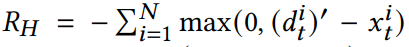 R_H = −∑_{i=1}^{N} max(0, (d_t^i)′ − x_t^i)